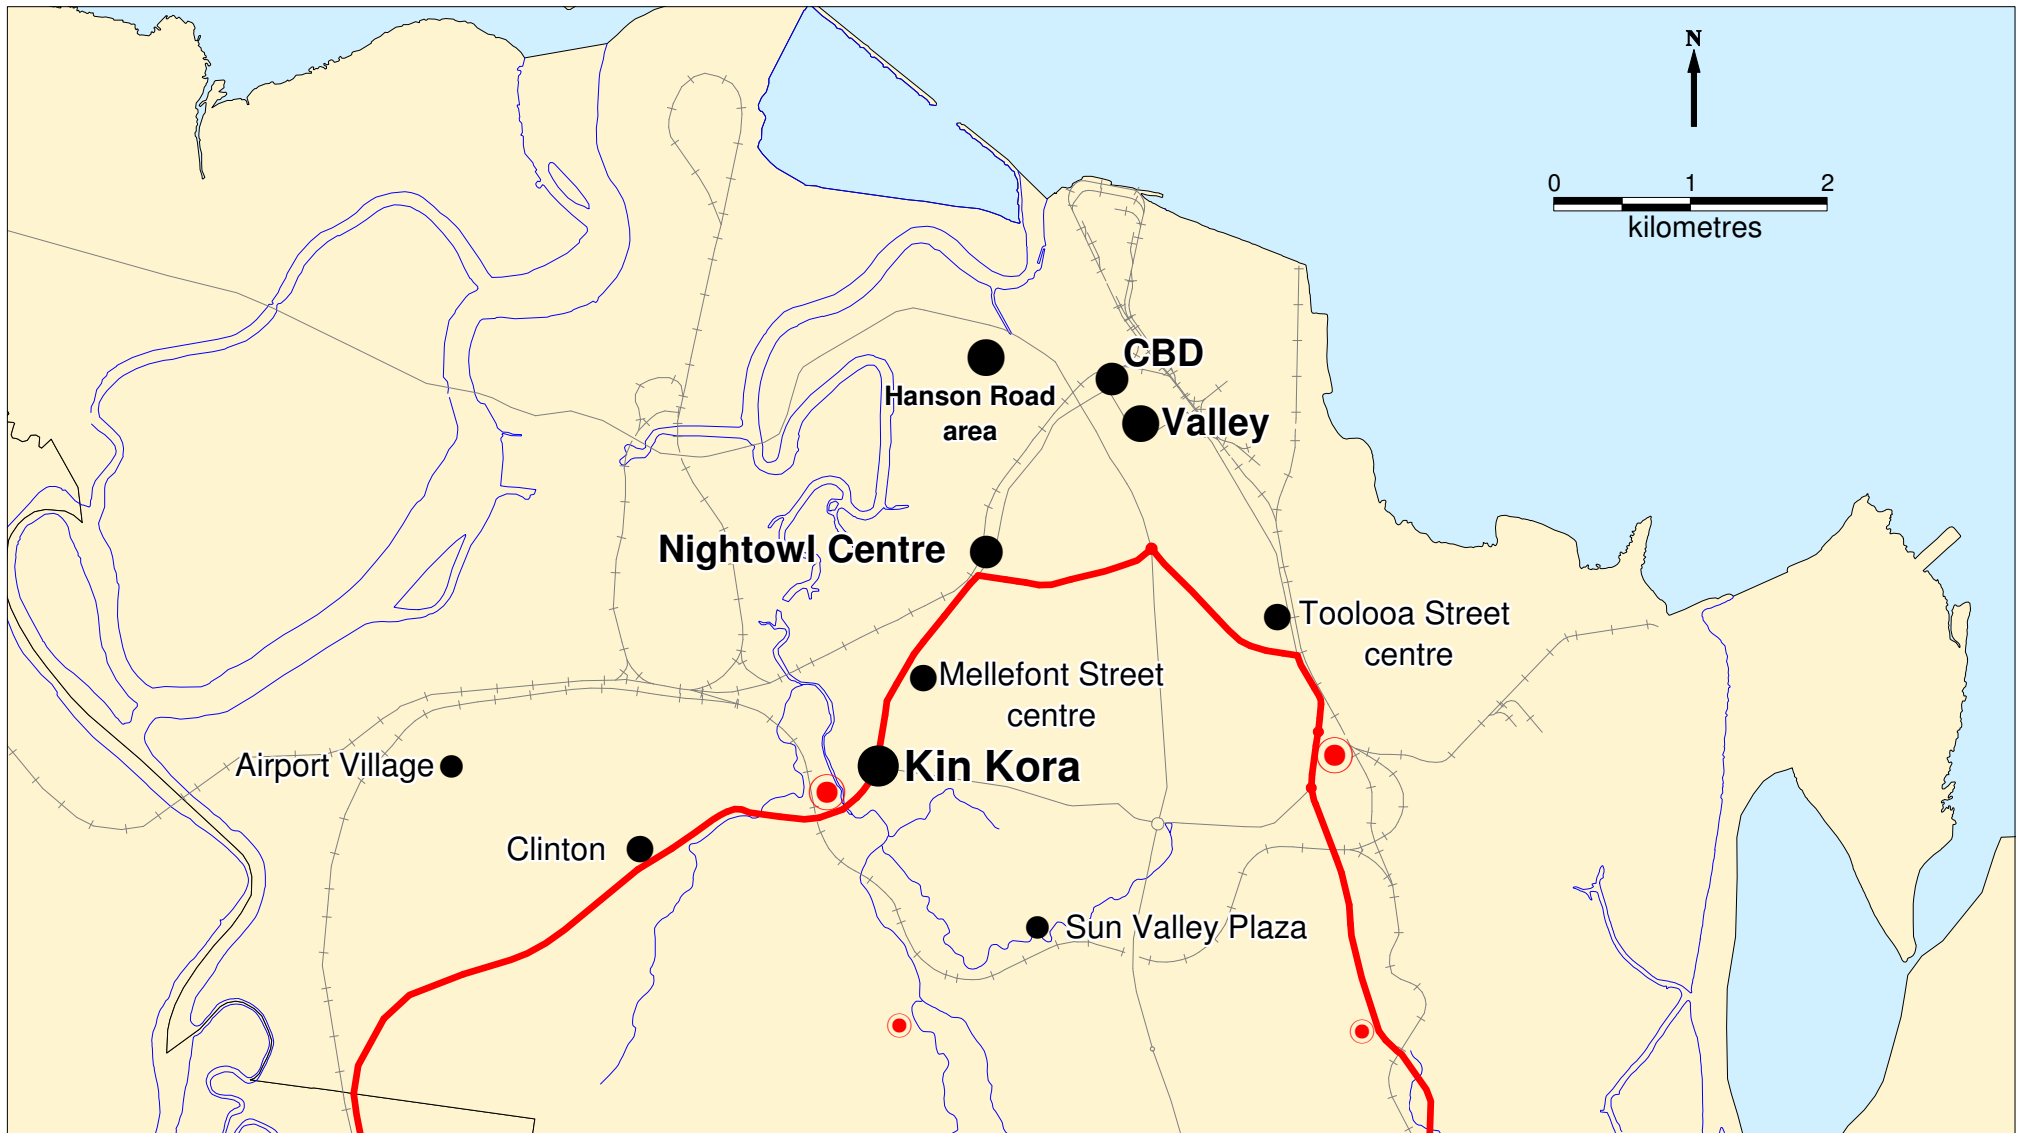 N
0 1 2
kilometres
CBD
Hanson Road
area
Valley
Nightowl Centre
Toolooa Street
centre
Mellefont Street
centre
Airport Village
Kin Kora
Clinton
Sun Valley Plaza